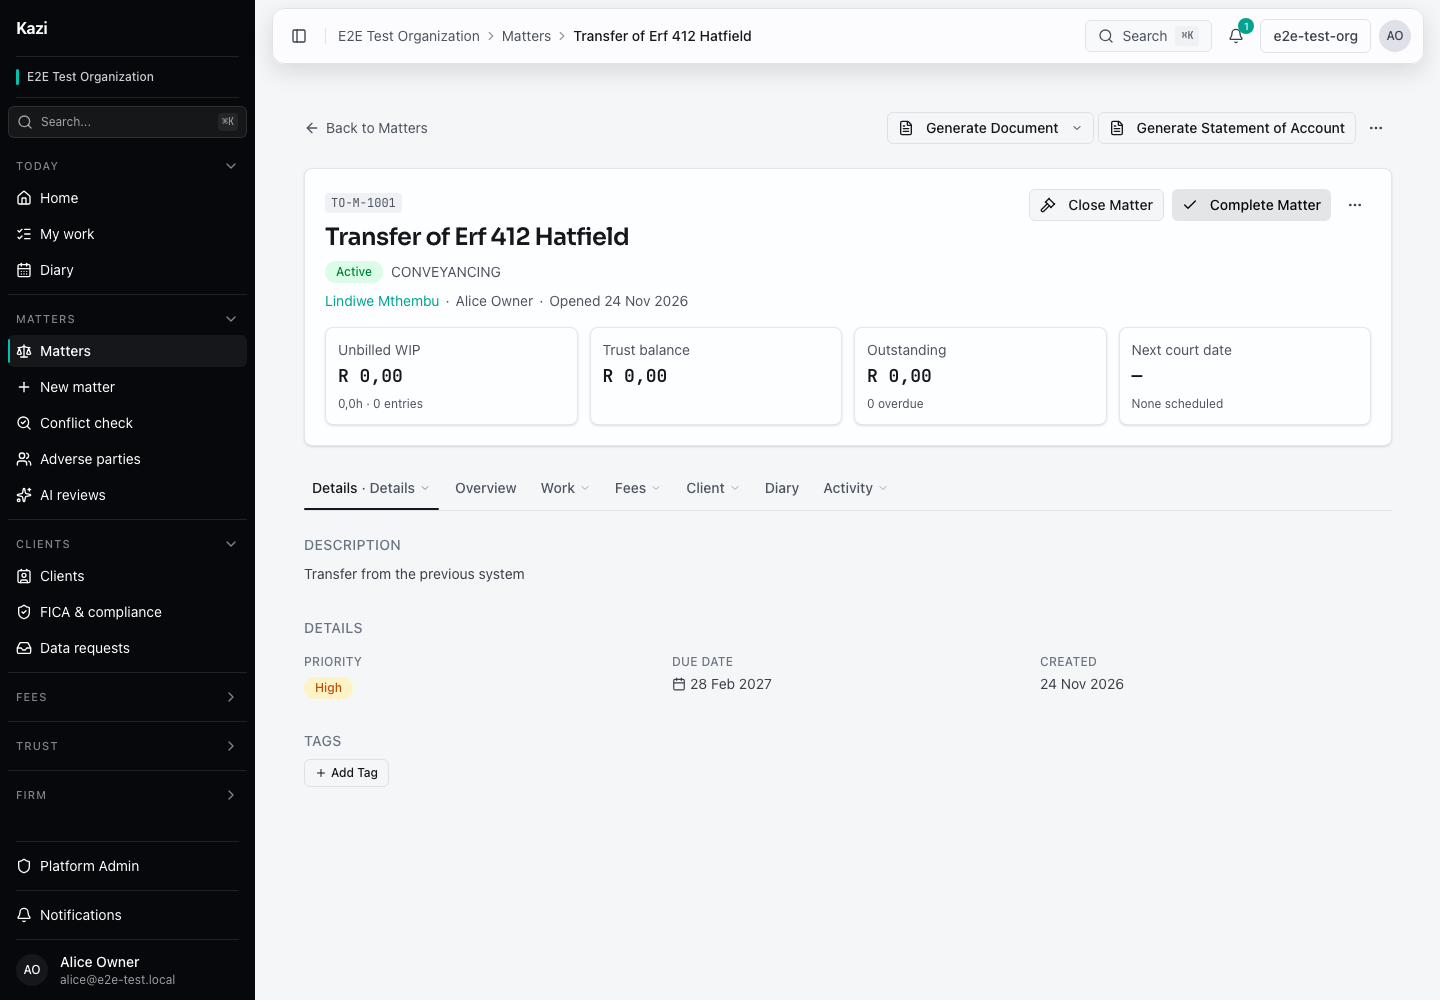 Kazi
E2E Test Organization
Search... ⌘K
TODAY
Home
My work
Diary
MATTERS
Matters
New matter
Conflict check
Adverse parties
AI reviews
CLIENTS
Clients
FICA & compliance
Data requests
FEES
TRUST
FIRM
Platform Admin
Notifications
AO
Alice Owner
alice@e2e-test.local
E2E Test Organization > Matters > Transfer of Erf 412 Hatfield
Search ⌘K
1
e2e-test-org
AO
Back to Matters
Generate Document
Generate Statement of Account
TO-M-1001
Close Matter
Complete Matter
Transfer of Erf 412 Hatfield
Active CONVEYANCING
Lindiwe Mthembu · Alice Owner · Opened 24 Nov 2026
Unbilled WIP
R 0,00
0,0h · 0 entries
Trust balance
R 0,00
Outstanding
R 0,00
0 overdue
Next court date
—
None scheduled
Details · Details
Overview
Work
Fees
Client
Diary
Activity
DESCRIPTION
Transfer from the previous system
DETAILS
PRIORITY
High
DUE DATE
28 Feb 2027
CREATED
24 Nov 2026
TAGS
+ Add Tag